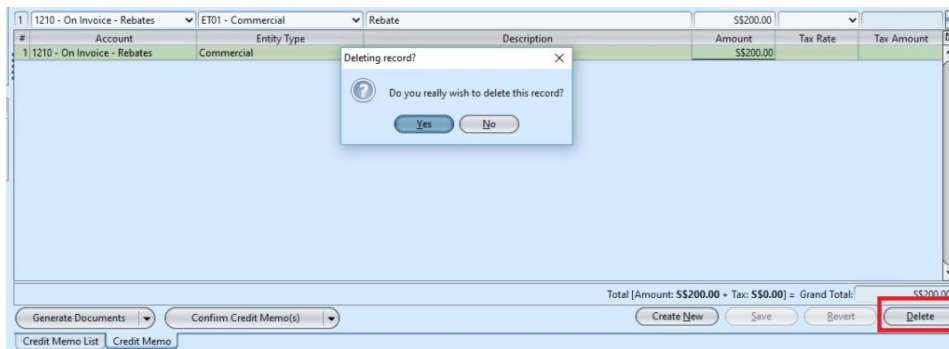 1 1210 - On Invoice - Rebates ET01 - Commercial Rebate S$200.00
# Account Entity Type Description Amount Tax Rate Tax Amount
1 1210 - On Invoice - Rebates Commercial S$200.00
Deleting record?
Do you really wish to delete this record?
Yes No
Total [Amount: S$200.00 + Tax: S$0.00] = Grand Total: S$200.00
Generate Documents Confirm Credit Memo(s) Create New Save Revert Delete
Credit Memo List Credit Memo